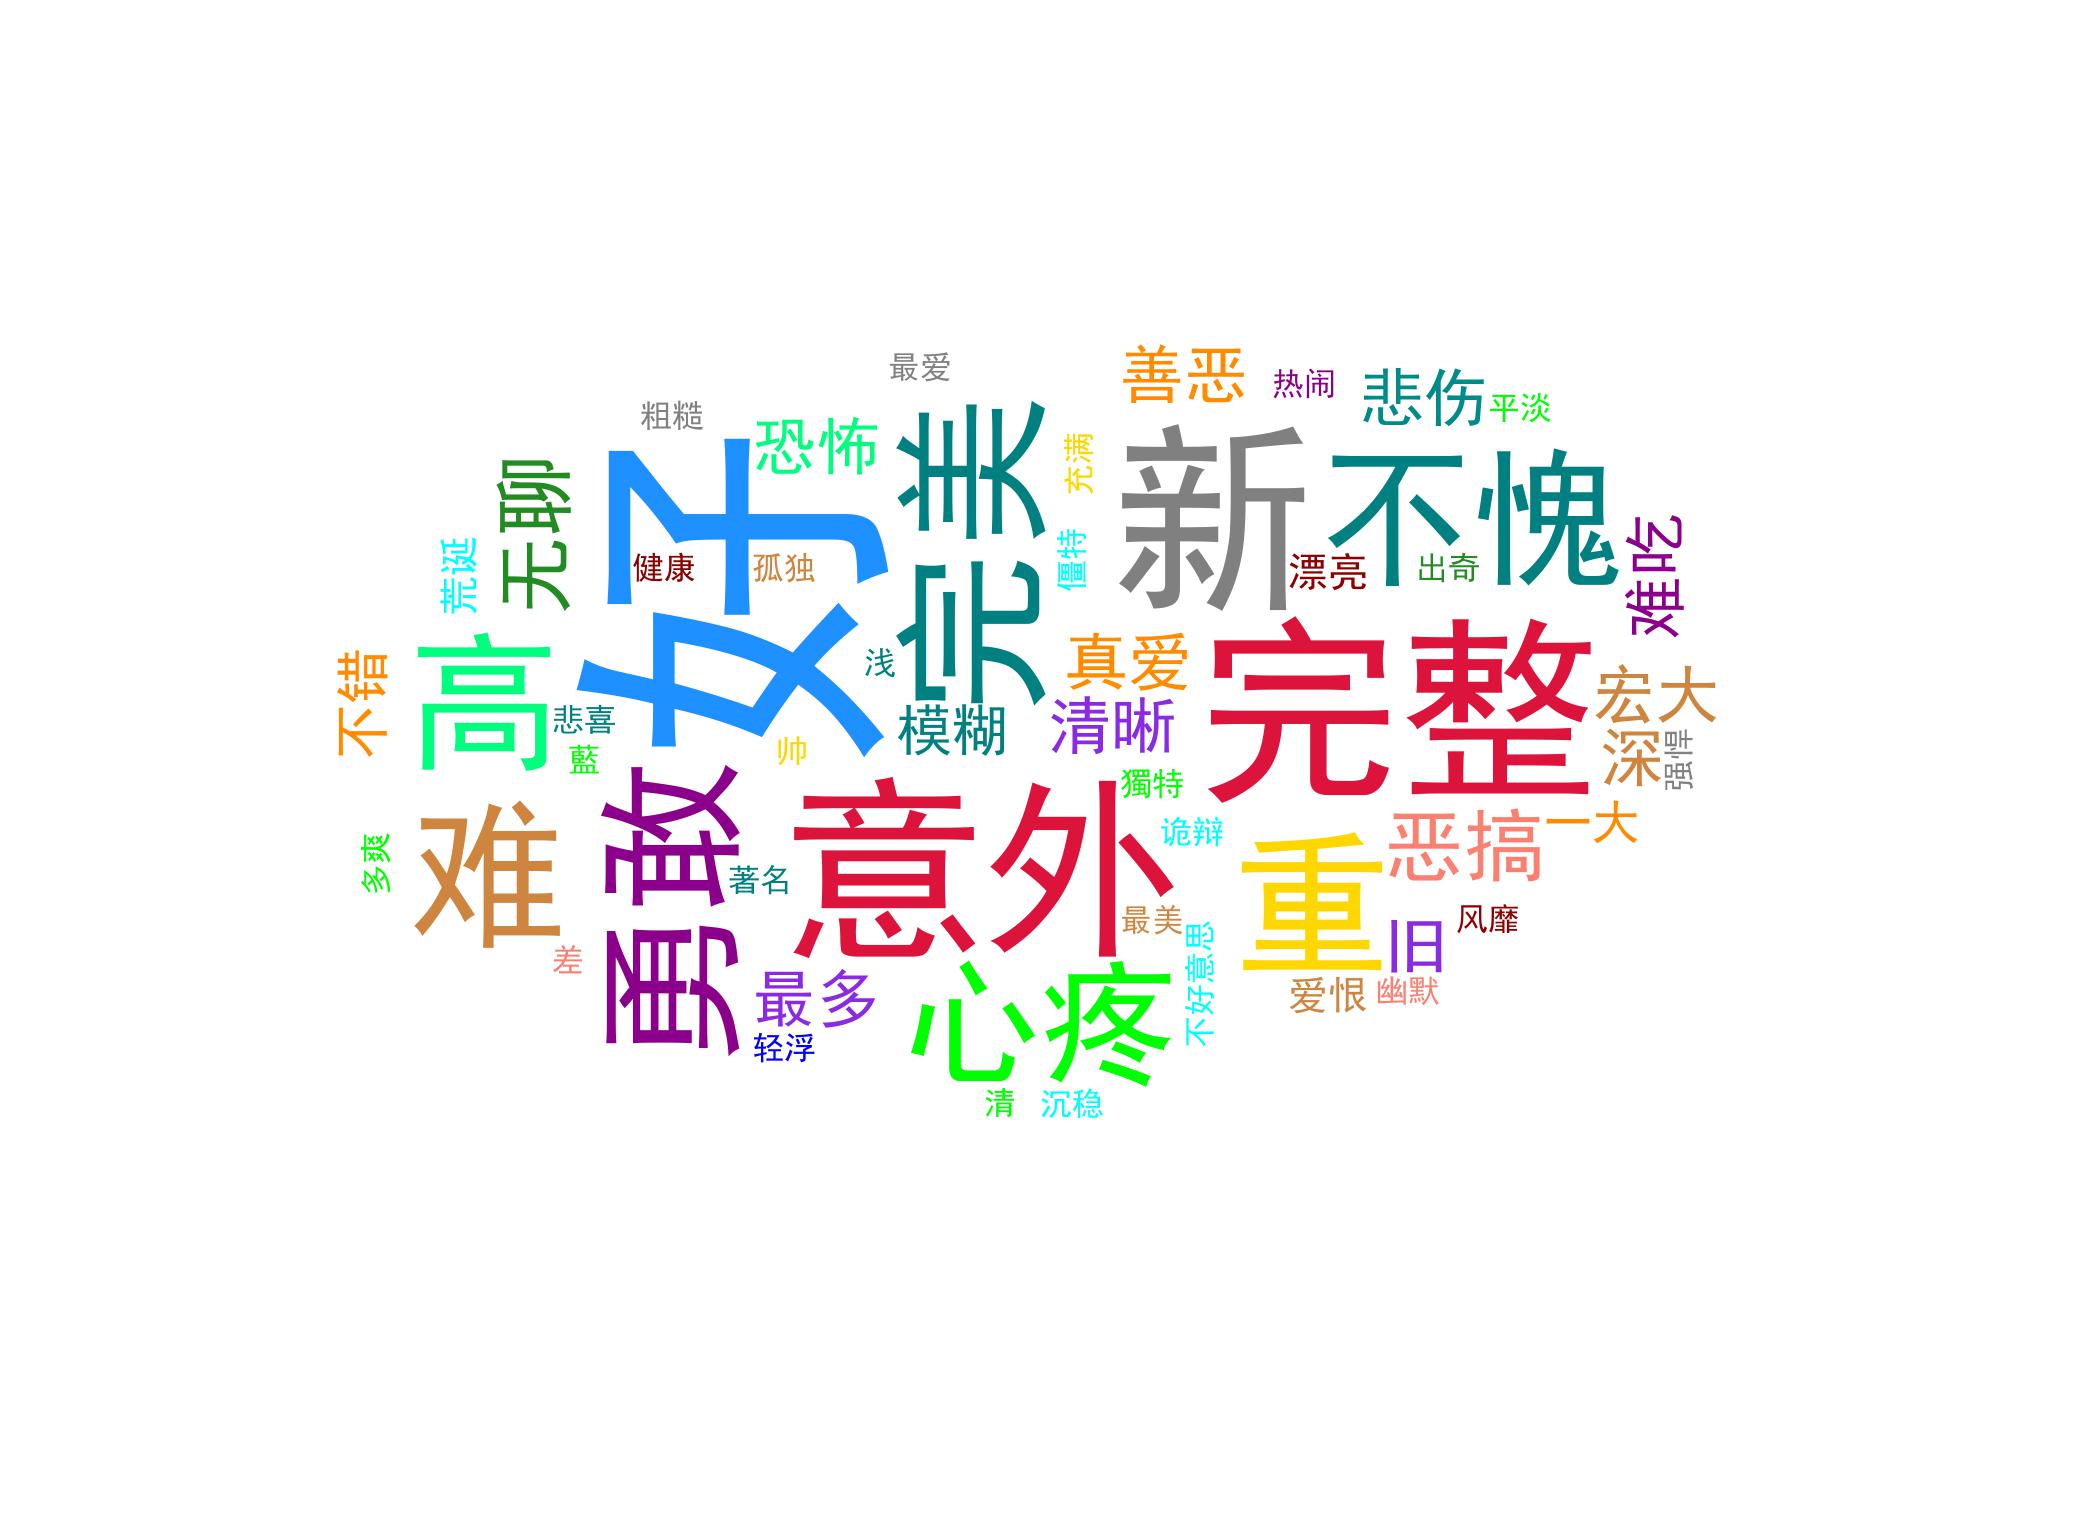 最爱
善恶
热闹
悲伤
平淡
粗糙
恐怖
完美
充满
新
不愧
无聊
好
荒诞
健康
孤独
僵特
漂亮
出奇
难吃
不错
高
浅
真爱
完整
宏大
悲喜
藍
帅
模糊
清晰
深
强悍
獨特
难
勇敢
意外
诡辩
重
恶搞
一大
多爽
著名
最美
旧
风靡
差
最多
心疼
不好意思
爱恨
幽默
轻浮
清
沉稳